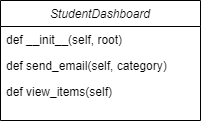 StudentDashboard
def __init__(self, root)
def send_email(self, category)
def view_items(self)